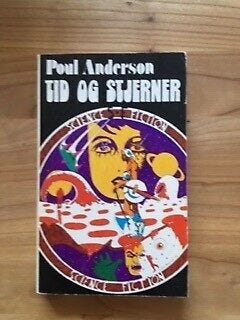 Poul Anderson
TID OG STJERNER
SCIENCE FICTION
SCIENCE FICTION